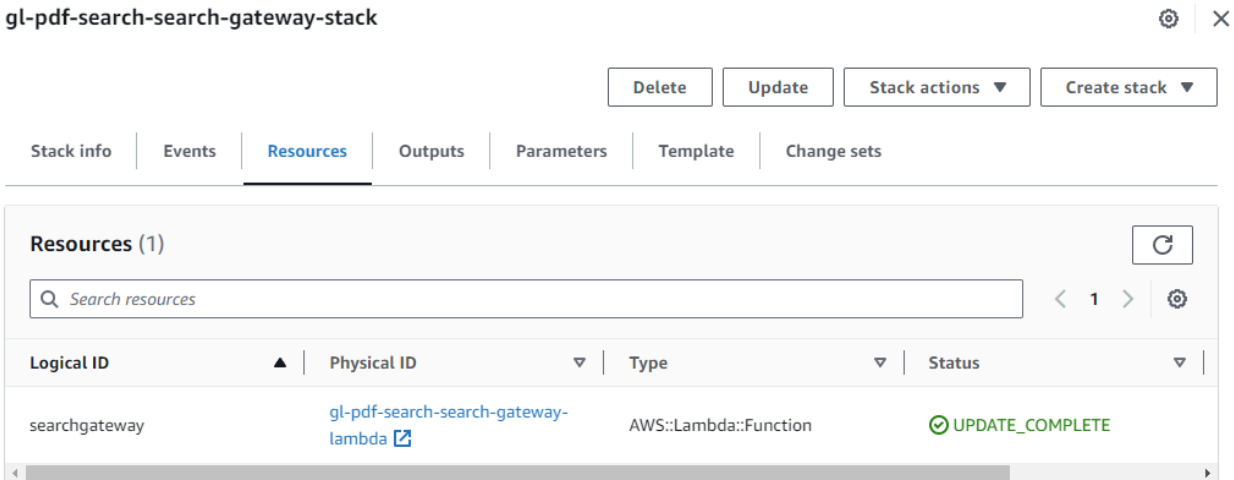 gl-pdf-search-search-gateway-stack
Delete
Update
Stack actions
Create stack
Stack info
Events
Resources
Outputs
Parameters
Template
Change sets
Resources (1)
Search resources
1
Logical ID
Physical ID
Type
Status
searchgateway
gl-pdf-search-search-gateway-
lambda
AWS::Lambda::Function
UPDATE_COMPLETE